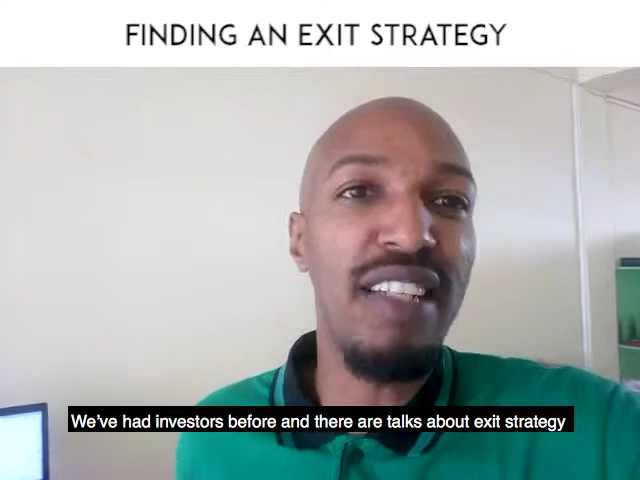 FINDING AN EXIT STRATEGY
We've had investors before and there are talks about exit strategy